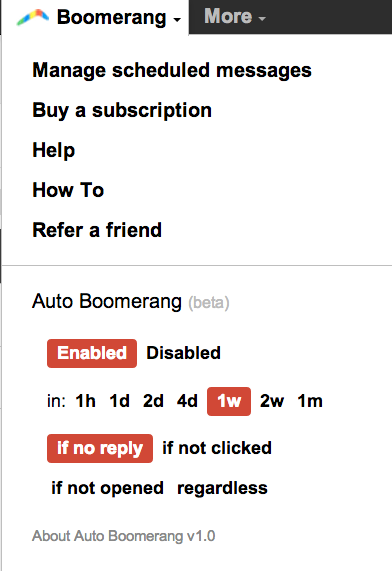 Boomerang More
Manage scheduled messages
Buy a subscription
Help
How To
Refer a friend
Auto Boomerang (beta)
Enabled Disabled
in: 1h 1d 2d 4d 1w 2w 1m
if no reply if not clicked
if not opened regardless
About Auto Boomerang v1.0